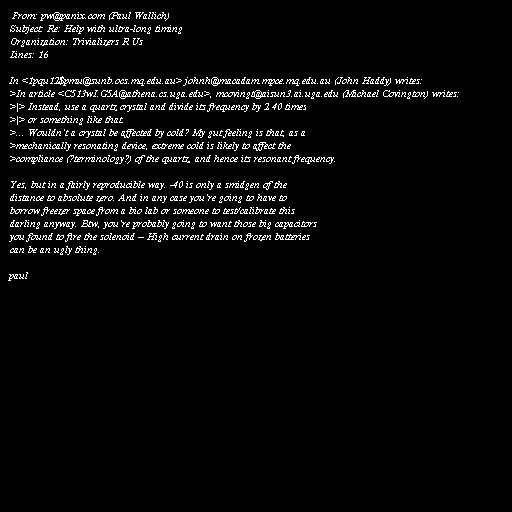 From: pw@panix.com (Paul Wallich)
Subject: Re: Help with ultra-long timing
Organization: Trivializers R Us
Lines: 16

In <1pqu12$pmu@sunb.ocs.mq.edu.au> johnh@macadam.mpce.mq.edu.au (John Haddy) writes:
>In article <C513wI.G5A@athena.cs.uga.edu>, mcovingt@aisun3.ai.uga.edu (Michael Covington) writes:
>|> Instead, use a quartz crystal and divide its frequency by 2.40 times
>|> or something like that.
>... Wouldn't a crystal be affected by cold? My gut feeling is that, as a
>mechanically resonating device, extreme cold is likely to affect the
>compliance (?terminology?) of the quartz, and hence its resonant frequency.

Yes, but in a fairly reproducible way. -40 is only a smidgen of the
distance to absolute zero. And in any case you're going to have to
borrow freezer space from a bio lab or someone to test/calibrate this
darling anyway. Btw, you're probably going to want those big capacitors
you found to fire the solenoid -- High current drain on frozen batteries
can be an ugly thing.

paul